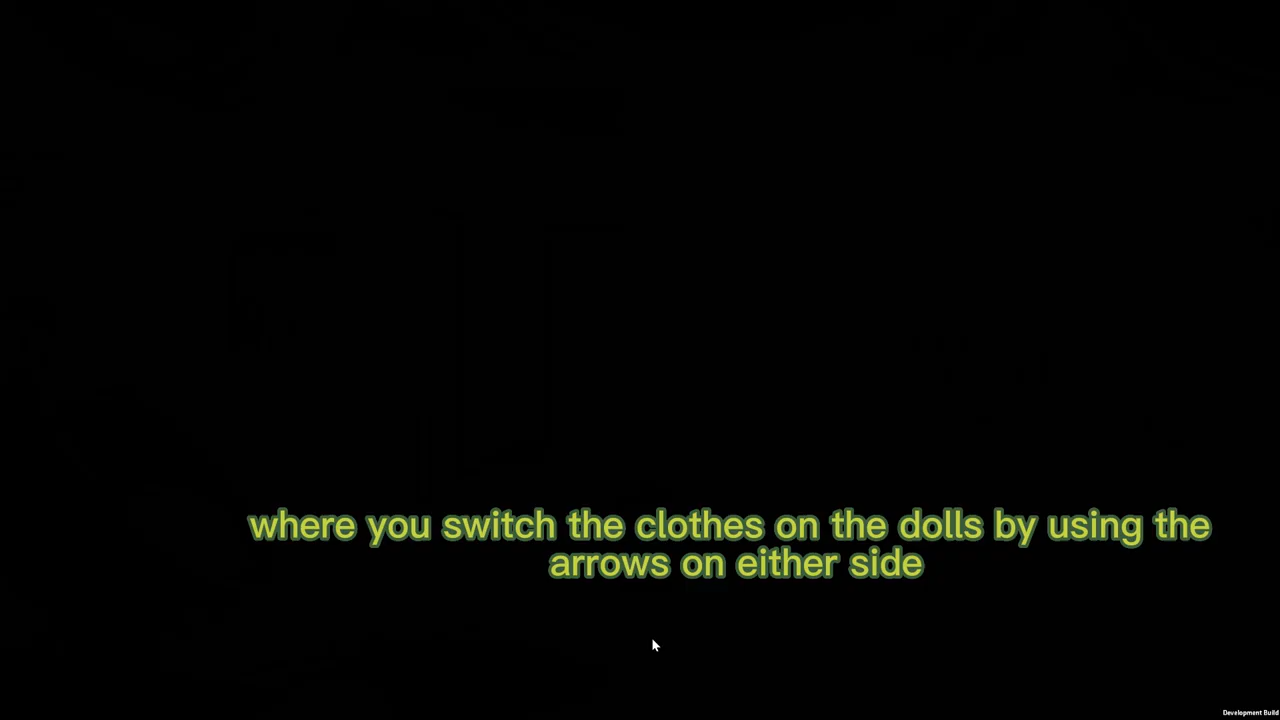 where you switch the clothes on the dolls by using the
arrows on either side
Development Build